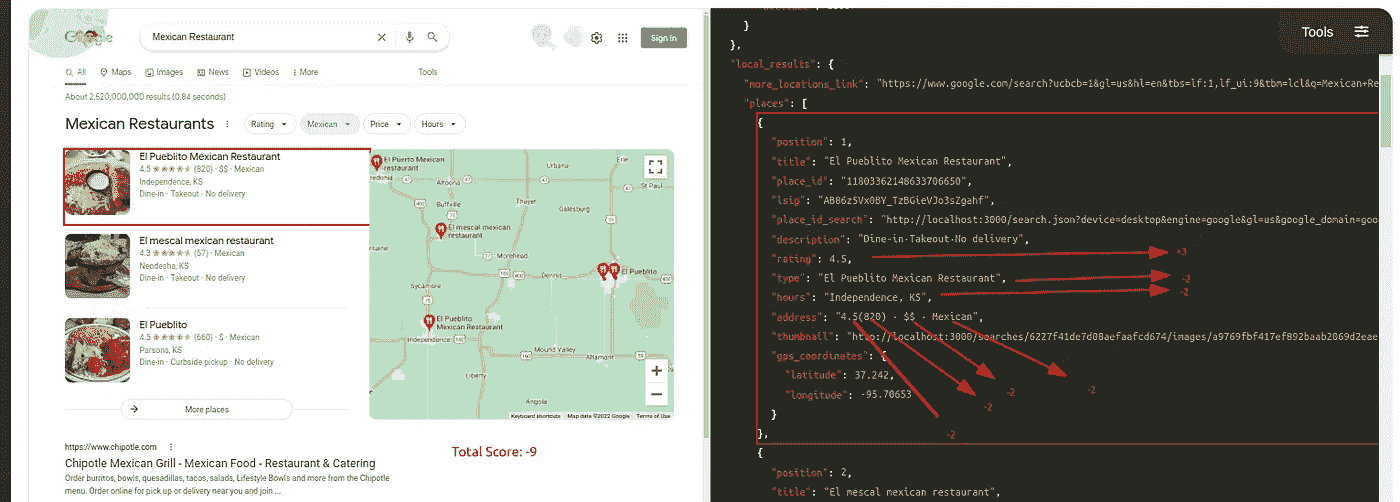 Google
Mexican Restaurant
Sign in
All Maps Images News Videos More Tools
About 2,520,000,000 results (0.84 seconds)
Mexican Restaurants
Rating Mexican Price Hours
El Pueblito Mexican Restaurant
4.5 (820) · $$ · Mexican
Independence, KS
Dine-in · Takeout · No delivery
El mescal mexican restaurant
4.3 (57) · Mexican
Neodesha, KS
Dine-in · Takeout · No delivery
El Pueblito
4.5 (660) · $ · Mexican
Parsons, KS
Dine-in · Curbside pickup · No delivery
More places
El Puerto Mexican
restaurant
Urbana
Erie
Altoona
St Paul
Buffville
Thayer
Galesburg
El mescal mexican
restaurant
Morehead
Dennis
El Pueblito
Sycamore
El Pueblito
Mexican Restaurant
Independence
Mound Valley
Altamont
Liberty
Angola
Keyboard shortcuts Map data ©2022 Google Terms of Use
https://www.chipotle.com
Chipotle Mexican Grill - Mexican Food - Restaurant & Catering
Order burritos, bowls, quesadillas, tacos, salads, Lifestyle Bowls and more from the Chipotle
menu. Order online for pick up or delivery near you and join ...
Total Score: -9
Tools
}
},
"local_results": {
"more_locations_link": "https://www.google.com/search?ucbcb=1&gl=us&hl=en&tbs=lf:1,lf_ui:9&tbm=lcl&q=Mexican+Re
"places": [
{
"position": 1,
"title": "El Pueblito Mexican Restaurant",
"place_id": "11803362148633706650",
"lsig": "AB86z5Vx0BY_TzBGieVJo3sZgahf",
"place_id_search": "http://localhost:3000/search.json?device=desktop&engine=google&gl=us&google_domain=goo
"description": "Dine-in·Takeout·No delivery",
"rating": 4.5, +3
"type": "El Pueblito Mexican Restaurant", -2
"hours": "Independence, KS", -2
"address": "4.5(820) · $$ · Mexican",
"thumbnail": "http://localhost:3000/searches/6227f41de7d08aefaafcd674/images/a9769fbf417ef892baab2869d2eae
"gps_coordinates": {
"latitude": 37.242,
"longitude": -95.70653
-2
-2
-2
-2
}
},
{
"position": 2,
"title": "El mescal mexican restaurant",